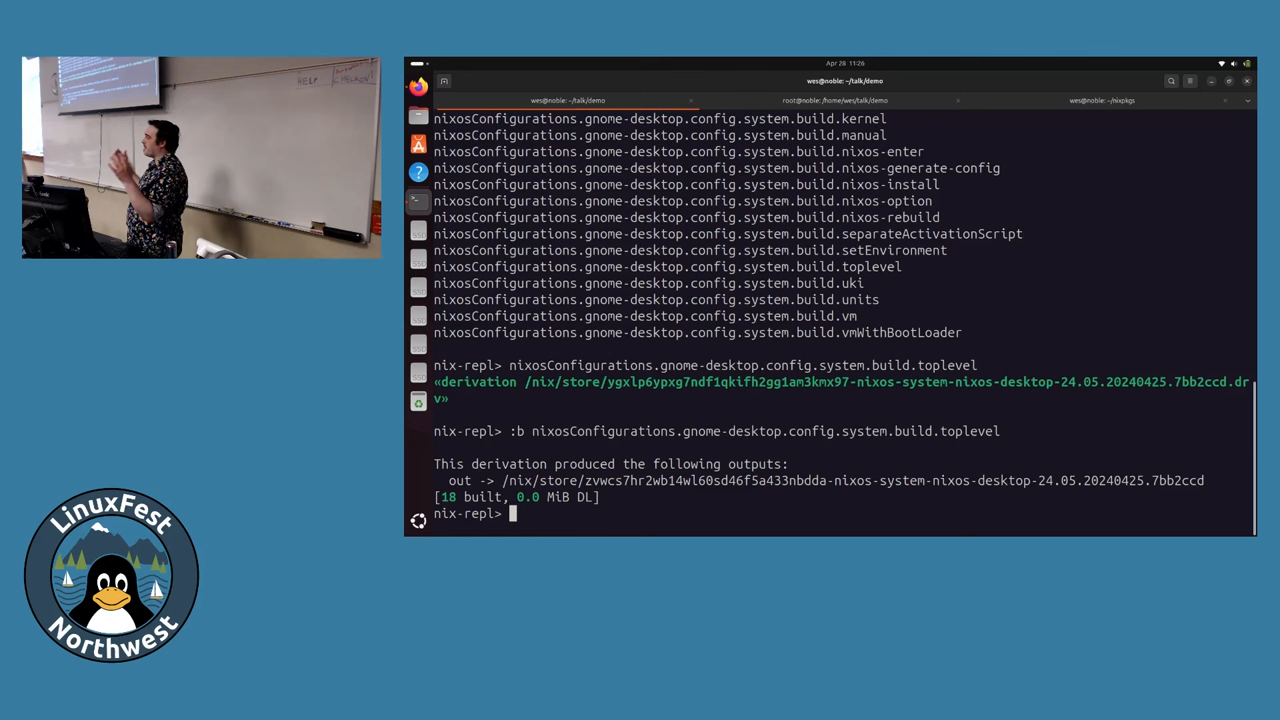 HELP
Apr 28 11:26
wes@noble: ~/talk/demo
wes@noble: ~/talk/demo
root@noble: /home/wes/talk/demo
wes@noble: ~/nixpkgs
nixosConfigurations.gnome-desktop.config.system.build.kernel
nixosConfigurations.gnome-desktop.config.system.build.manual
nixosConfigurations.gnome-desktop.config.system.build.nixos-enter
nixosConfigurations.gnome-desktop.config.system.build.nixos-generate-config
nixosConfigurations.gnome-desktop.config.system.build.nixos-install
nixosConfigurations.gnome-desktop.config.system.build.nixos-option
nixosConfigurations.gnome-desktop.config.system.build.nixos-rebuild
nixosConfigurations.gnome-desktop.config.system.build.separateActivationScript
nixosConfigurations.gnome-desktop.config.system.build.setEnvironment
nixosConfigurations.gnome-desktop.config.system.build.toplevel
nixosConfigurations.gnome-desktop.config.system.build.uki
nixosConfigurations.gnome-desktop.config.system.build.units
nixosConfigurations.gnome-desktop.config.system.build.vm
nixosConfigurations.gnome-desktop.config.system.build.vmWithBootLoader
nix-repl> nixosConfigurations.gnome-desktop.config.system.build.toplevel
«derivation /nix/store/ygxlp6ypxg7ndf1qkifh2gg1am3kmx97-nixos-system-nixos-desktop-24.05.20240425.7bb2ccd.dr
v»
nix-repl> :b nixosConfigurations.gnome-desktop.config.system.build.toplevel
This derivation produced the following outputs:
out -> /nix/store/zvwcs7hr2wb14wl60sd46f5a433nbdda-nixos-system-nixos-desktop-24.05.20240425.7bb2ccd
[18 built, 0.0 MiB DL]
nix-repl>
LinuxFest
Northwest